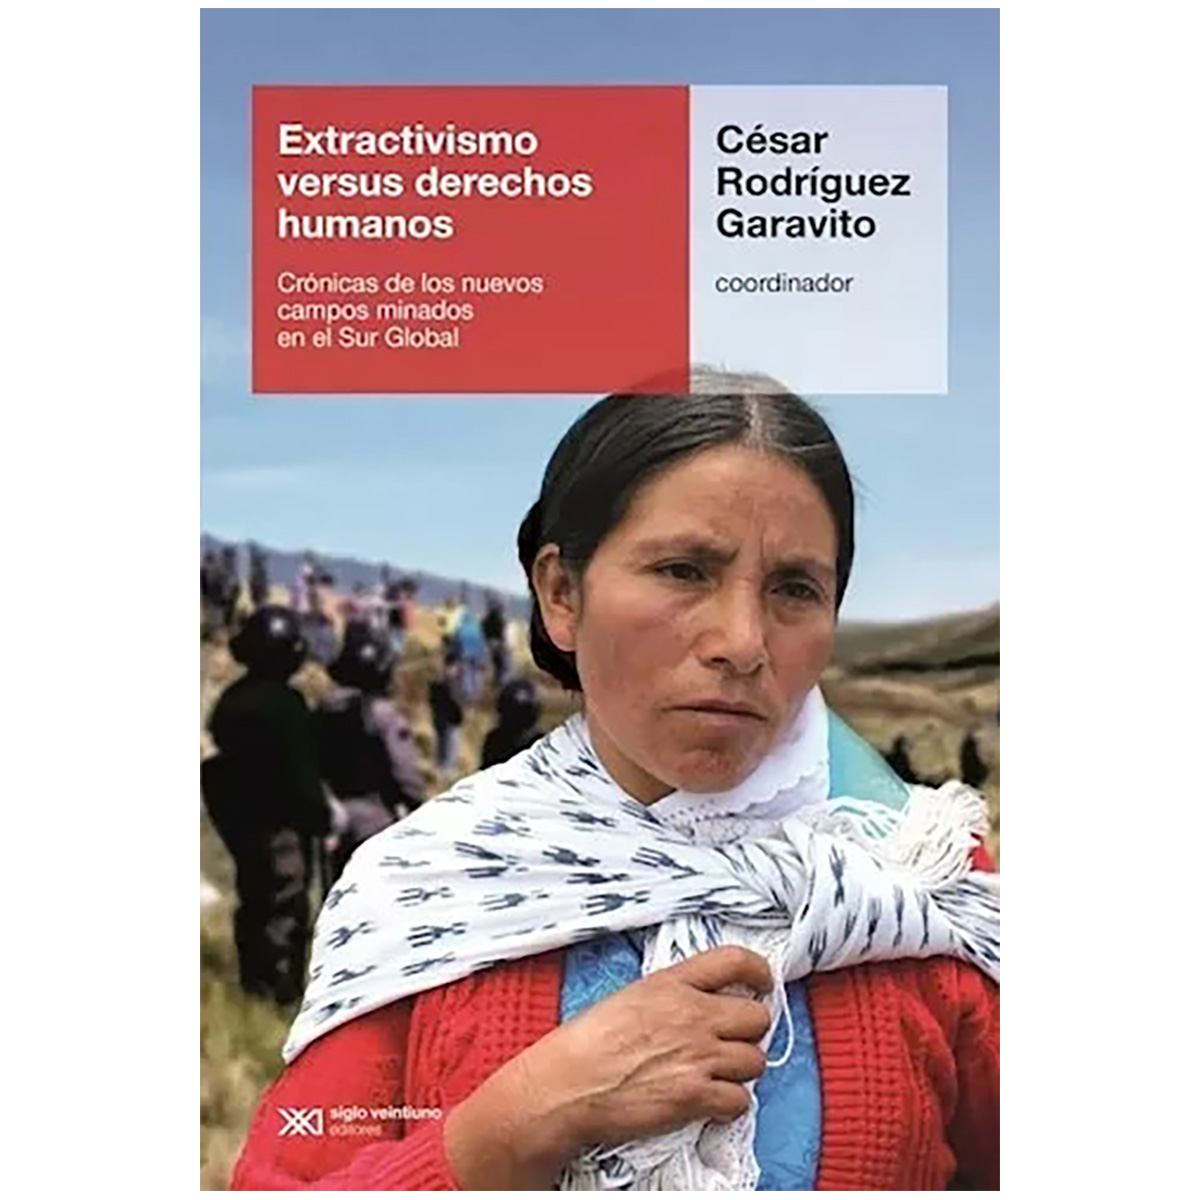 Extractivismo
versus derechos
humanos
Crónicas de los nuevos
campos minados
en el Sur Global
César
Rodríguez
Garavito
coordinador
siglo veintiuno
editores